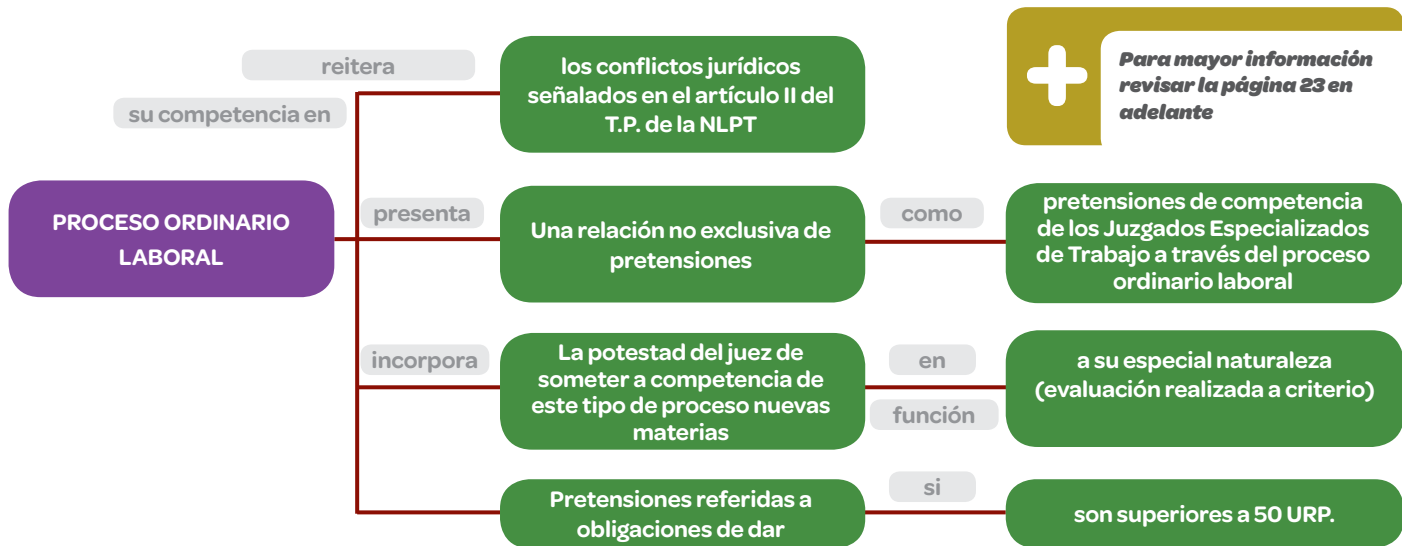 reitera
su competencia en
los conflictos jurídicos
señalados en el artículo II del
T.P. de la NLPT
Para mayor información
revisar la página 23 en
adelante
PROCESO ORDINARIO
LABORAL
presenta
Una relación no exclusiva de
pretensiones
como
pretensiones de competencia
de los Juzgados Especializados
de Trabajo a través del proceso
ordinario laboral
incorpora
La potestad del juez de
someter a competencia de
este tipo de proceso nuevas
materias
en
función
a su especial naturaleza
(evaluación realizada a criterio)
Pretensiones referidas a
obligaciones de dar
si
son superiores a 50 URP.